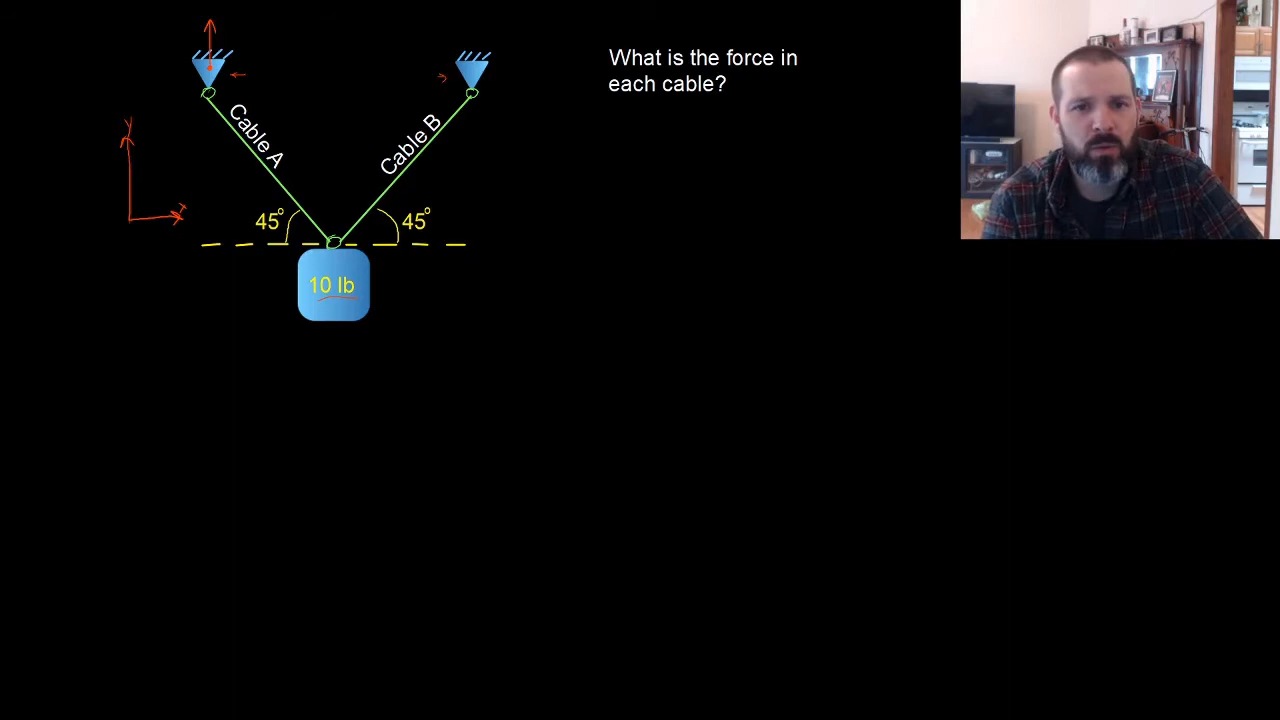 What is the force in
each cable?
Cable A
Cable B
y
x
45°
45°
10 lb